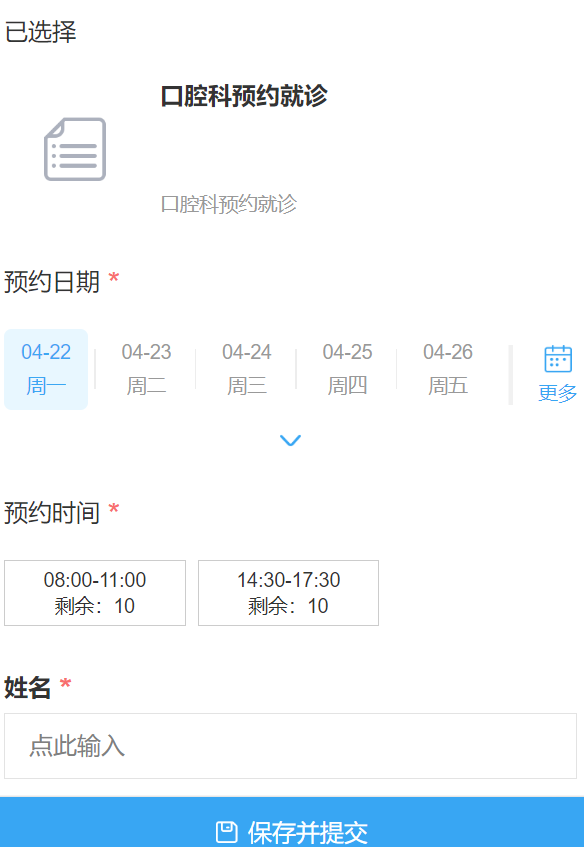 已选择
口腔科预约就诊
口腔科预约就诊
预约日期 *
04-22 04-23 04-24 04-25 04-26
周一 周二 周三 周四 周五 更多
预约时间 *
08:00-11:00 14:30-17:30
剩余：10 剩余：10
姓名 *
点此输入
保存并提交